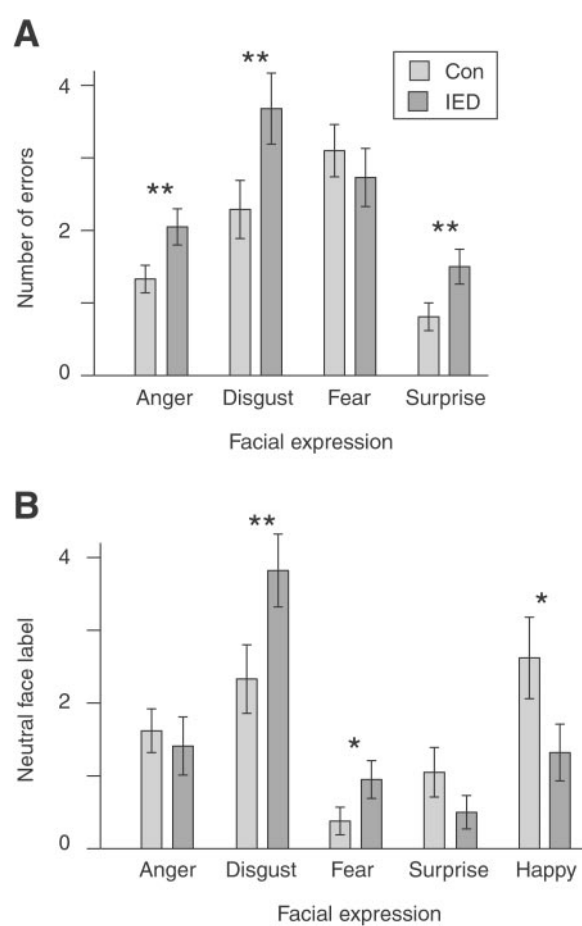 A
Con
IED
Number of errors
4
2
0
**
**
**
Anger Disgust Fear Surprise
Facial expression
B
Neutral face label
4
2
0
**
*
*
Anger Disgust Fear Surprise Happy
Facial expression